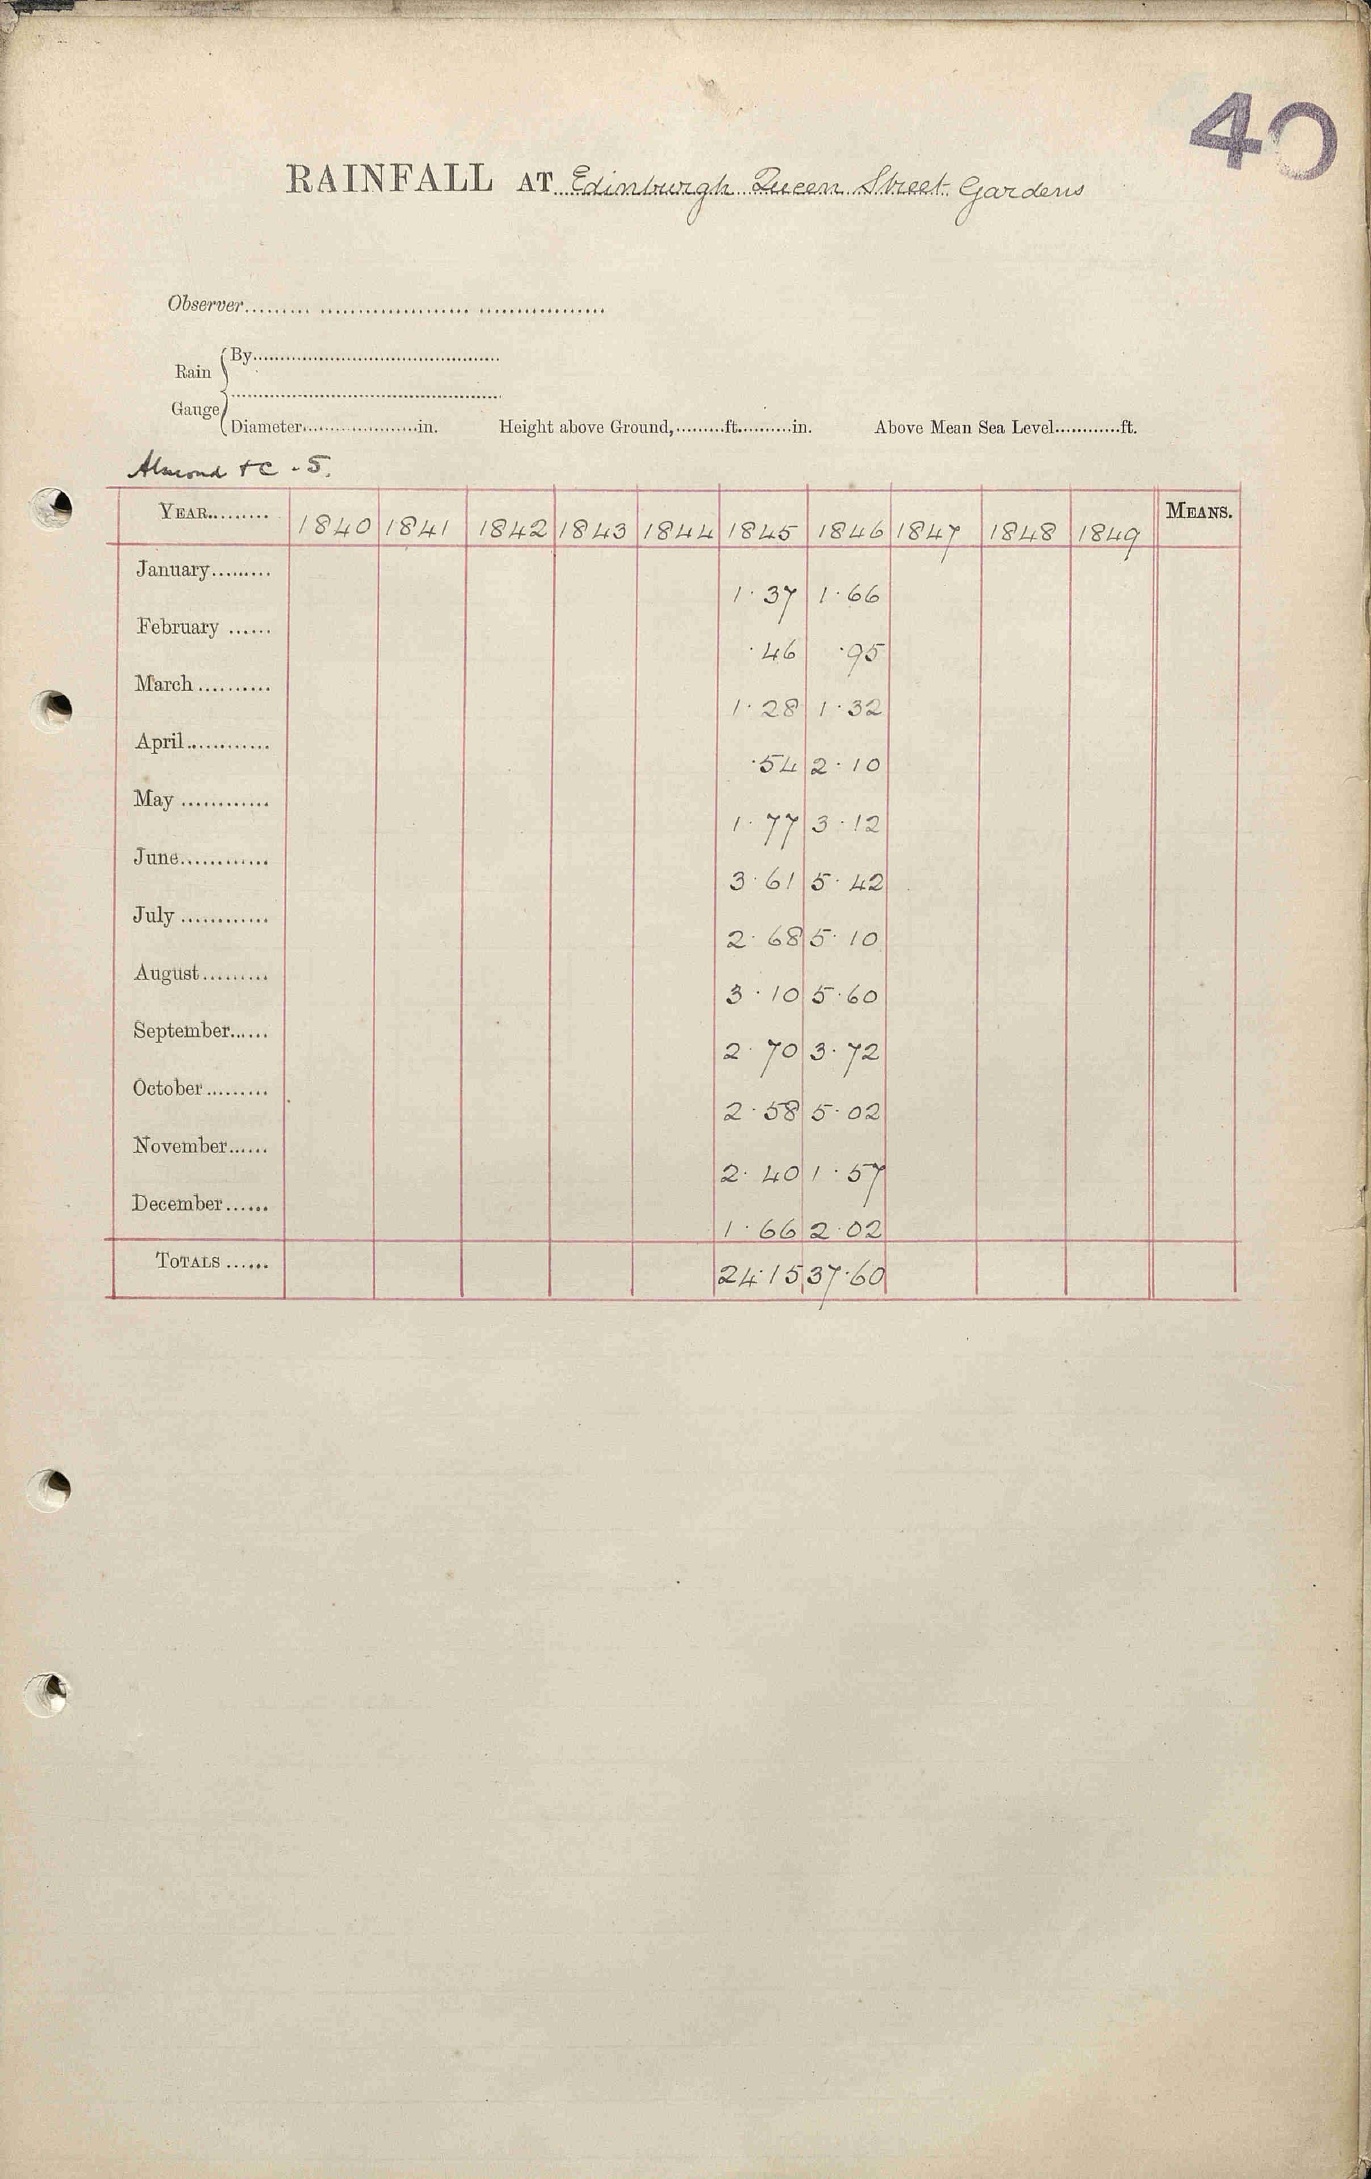 40
RAINFALL AT Edinburgh Queen Street Gardens
Observer
Rain Gauge
By
Diameter in. Height above Ground, ft. in. Above Mean Sea Level ft.
Almond &c - 5.
YEAR 1840 1841 1842 1843 1844 1845 1846 1847 1848 1849 MEANS.
January 1·37 1·66
February ·46 ·95
March 1·28 1·32
April ·54 2·10
May 1·77 3·12
June 3·61 5·42
July 2·68 5·10
August 3·10 5·60
September 2·70 3·72
October 2·58 5·02
November 2·40 1·57
December 1·66 2·02
TOTALS 24·15 37·60